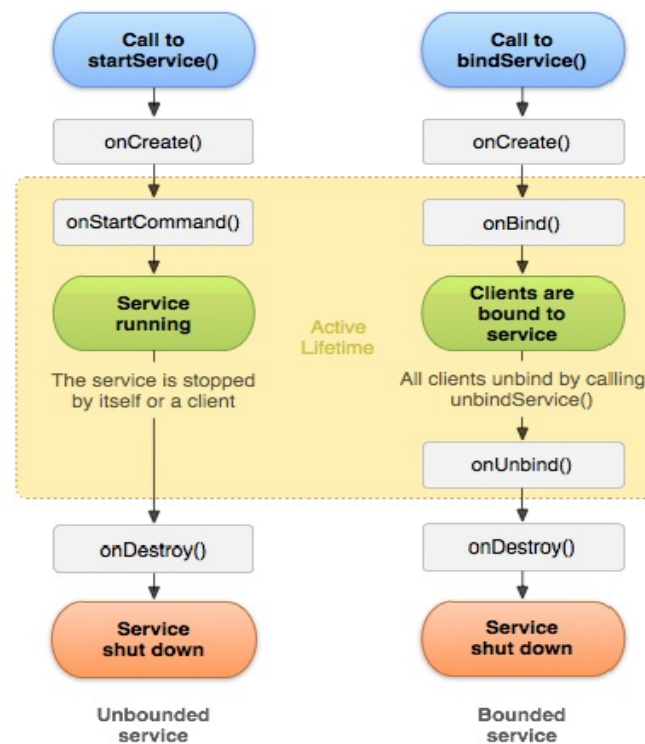 Call to
startService()
onCreate()
onStartCommand()
Service
running
The service is stopped
by itself or a client
onDestroy()
Service
shut down
Unbounded
service
Active
Lifetime
Call to
bindService()
onCreate()
onBind()
Clients are
bound to
service
All clients unbind by calling
unbindService()
onUnbind()
onDestroy()
Service
shut down
Bounded
service